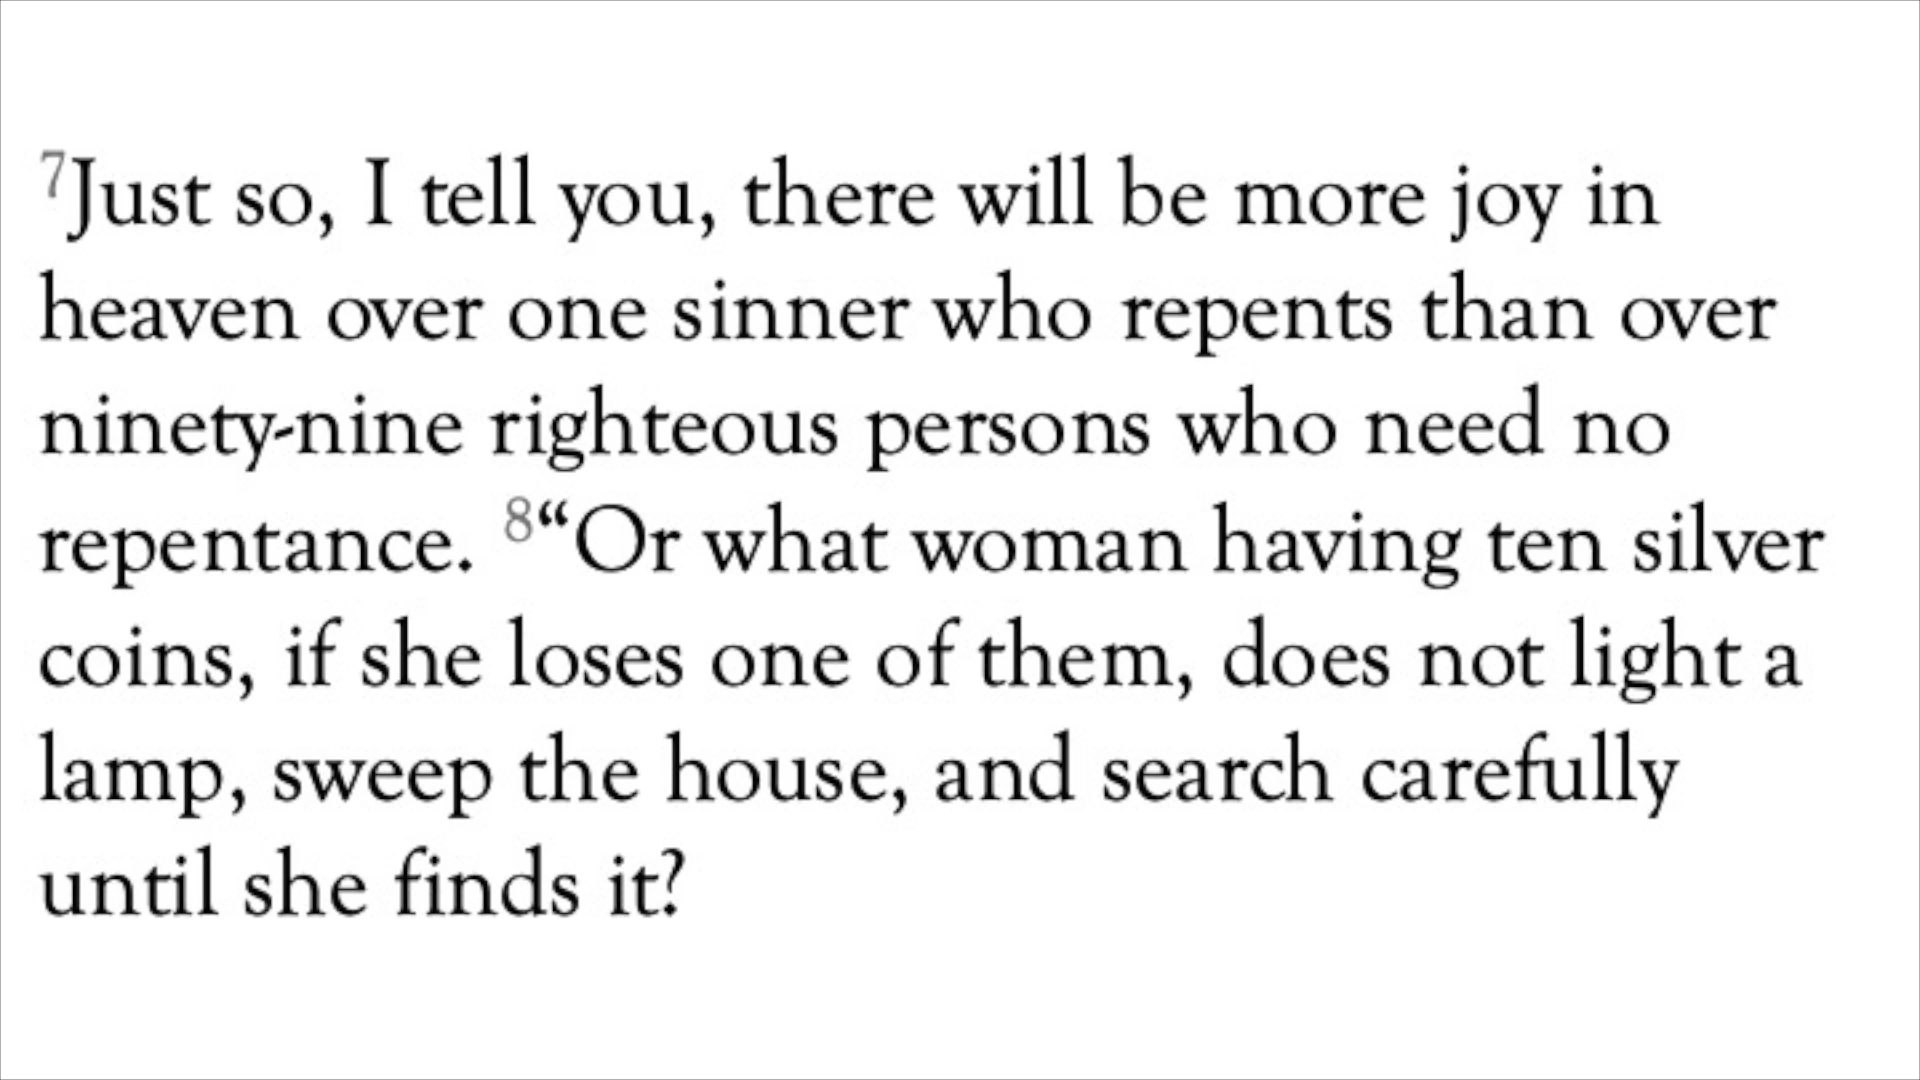 7Just so, I tell you, there will be more joy in
heaven over one sinner who repents than over
ninety-nine righteous persons who need no
repentance. 8“Or what woman having ten silver
coins, if she loses one of them, does not light a
lamp, sweep the house, and search carefully
until she finds it?